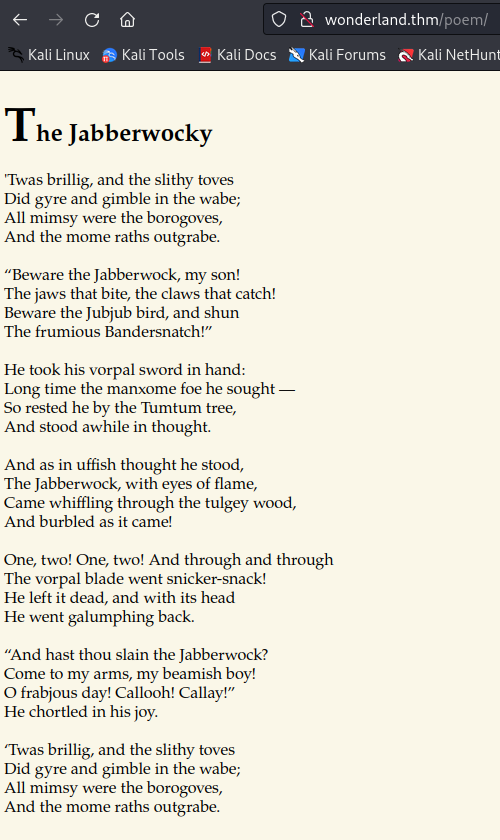 wonderland.thm/poem/
Kali Linux Kali Tools Kali Docs Kali Forums Kali NetHunt
The Jabberwocky
'Twas brillig, and the slithy toves
Did gyre and gimble in the wabe;
All mimsy were the borogoves,
And the mome raths outgrabe.
“Beware the Jabberwock, my son!
The jaws that bite, the claws that catch!
Beware the Jubjub bird, and shun
The frumious Bandersnatch!”
He took his vorpal sword in hand:
Long time the manxome foe he sought —
So rested he by the Tumtum tree,
And stood awhile in thought.
And as in uffish thought he stood,
The Jabberwock, with eyes of flame,
Came whiffling through the tulgey wood,
And burbled as it came!
One, two! One, two! And through and through
The vorpal blade went snicker-snack!
He left it dead, and with its head
He went galumphing back.
“And hast thou slain the Jabberwock?
Come to my arms, my beamish boy!
O frabjous day! Callooh! Callay!”
He chortled in his joy.
‘Twas brillig, and the slithy toves
Did gyre and gimble in the wabe;
All mimsy were the borogoves,
And the mome raths outgrabe.